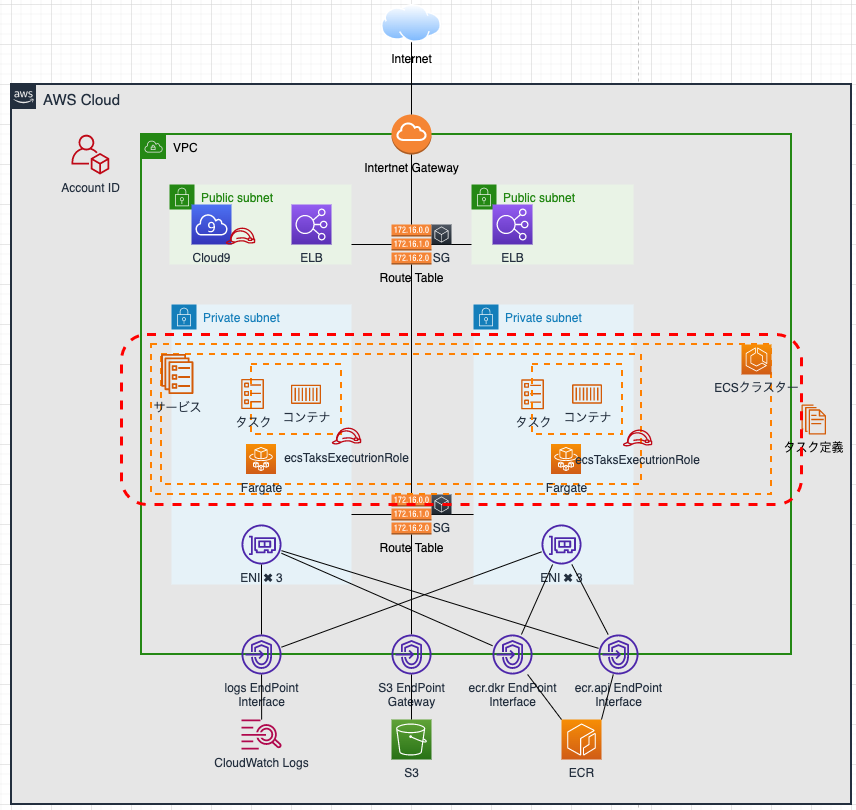 Internet
aws
AWS Cloud
VPC
Account ID
Intertnet Gateway
Public subnet
Public subnet
9
Cloud9
ELB
172.16.0.0
172.16.1.0
172.16.2.0
SG
ELB
Route Table
Private subnet
Private subnet
サービス
タスク
コンテナ
タスク
コンテナ
ECSクラスター
タスク定義
ecsTaksExecutrionRole
ecsTaksExecutrionRole
Fargate
Fargate
172.16.0.0
172.16.1.0
172.16.2.0
SG
Route Table
ENI ✖ 3
ENI ✖ 3
logs EndPoint
Interface
S3 EndPoint
Gateway
ecr.dkr EndPoint
Interface
ecr.api EndPoint
Interface
CloudWatch Logs
S3
ECR